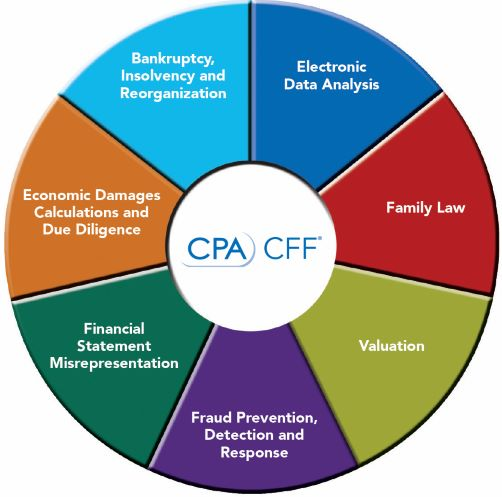 Bankruptcy,
Insolvency and
Reorganization
Electronic
Data Analysis
Family Law
Valuation
Fraud Prevention,
Detection and
Response
Financial
Statement
Misrepresentation
Economic Damages
Calculations and
Due Diligence
CPA CFF®